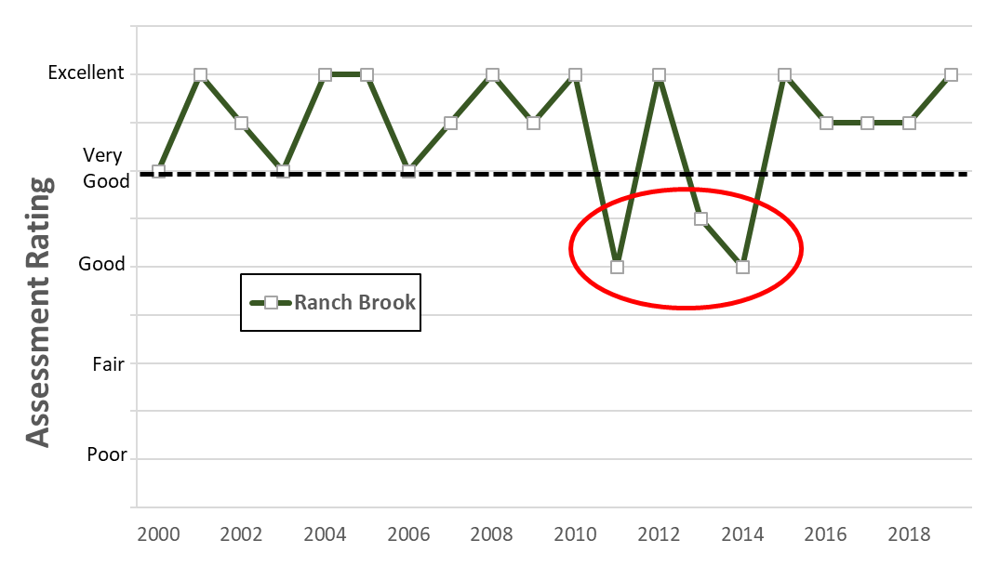 Assessment Rating
Excellent
Very
Good
Good
Fair
Poor
Ranch Brook
2000 2002 2004 2006 2008 2010 2012 2014 2016 2018